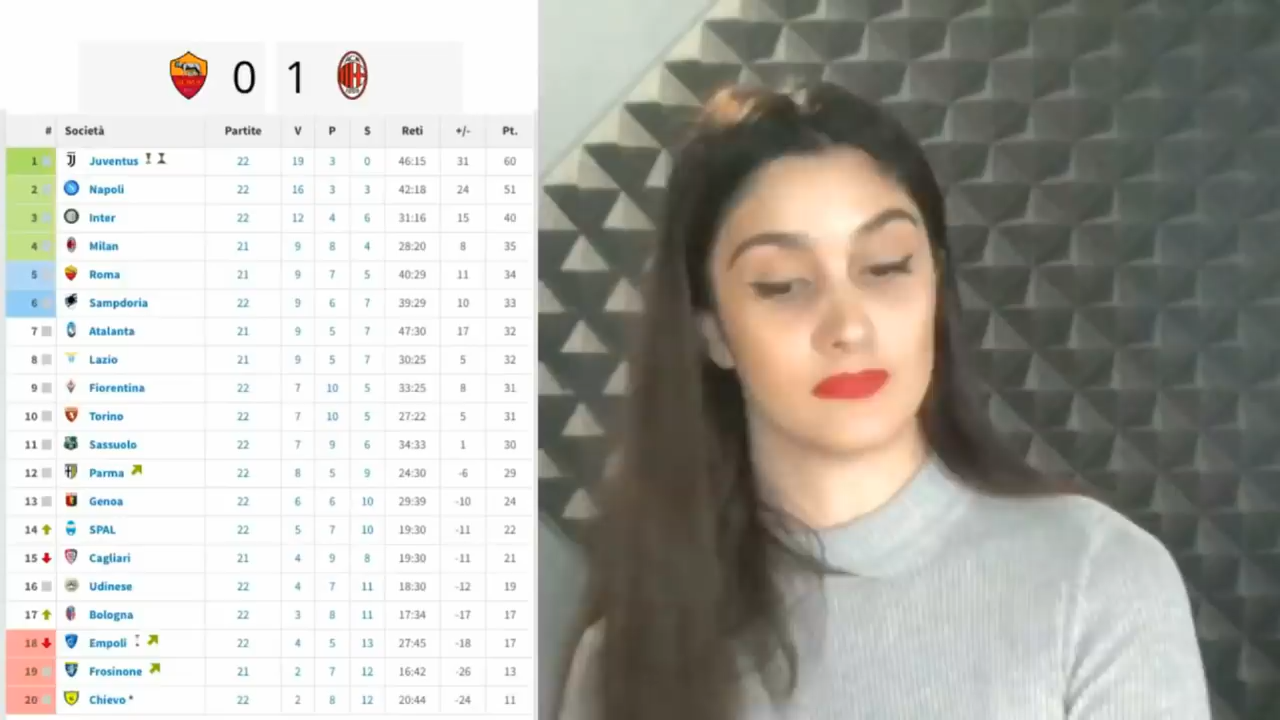 0 1
# Società Partite V P S Reti +/- Pt.
1 Juventus 22 19 3 0 46:15 31 60
2 Napoli 22 16 3 3 42:18 24 51
3 Inter 22 12 4 6 31:16 15 40
4 Milan 21 9 8 4 28:20 8 35
5 Roma 21 9 7 5 40:29 11 34
6 Sampdoria 22 9 6 7 39:29 10 33
7 Atalanta 21 9 5 7 47:30 17 32
8 Lazio 21 9 5 7 30:25 5 32
9 Fiorentina 22 7 10 5 33:25 8 31
10 Torino 22 7 10 5 27:22 5 31
11 Sassuolo 22 7 9 6 34:33 1 30
12 Parma 22 8 5 9 24:30 -6 29
13 Genoa 22 6 6 10 29:39 -10 24
14 SPAL 22 5 7 10 19:30 -11 22
15 Cagliari 21 4 9 8 19:30 -11 21
16 Udinese 22 4 7 11 18:30 -12 19
17 Bologna 22 3 8 11 17:34 -17 17
18 Empoli 22 4 5 13 27:45 -18 17
19 Frosinone 21 2 7 12 16:42 -26 13
20 Chievo * 22 2 8 12 20:44 -24 11